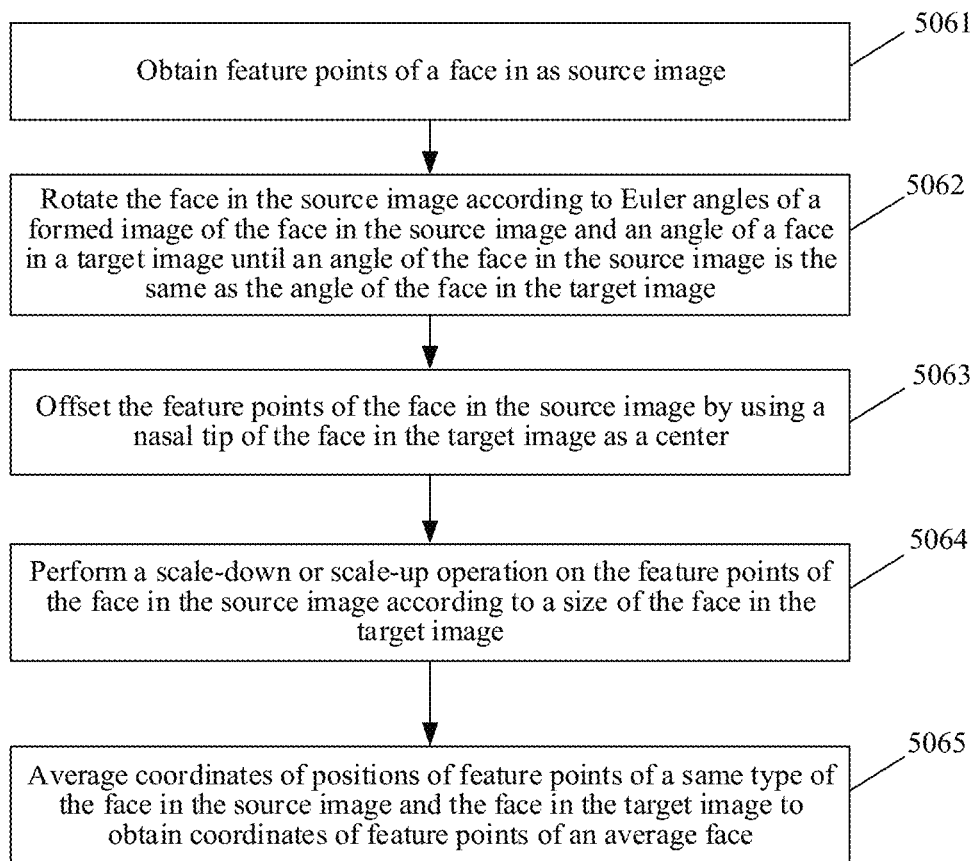 5061
Obtain feature points of a face in as source image
5062
Rotate the face in the source image according to Euler angles of a
formed image of the face in the source image and an angle of a face
in a target image until an angle of the face in the source image is the
same as the angle of the face in the target image
5063
Offset the feature points of the face in the source image by using a
nasal tip of the face in the target image as a center
5064
Perform a scale-down or scale-up operation on the feature points of
the face in the source image according to a size of the face in the
target image
5065
Average coordinates of positions of feature points of a same type of
the face in the source image and the face in the target image to
obtain coordinates of feature points of an average face